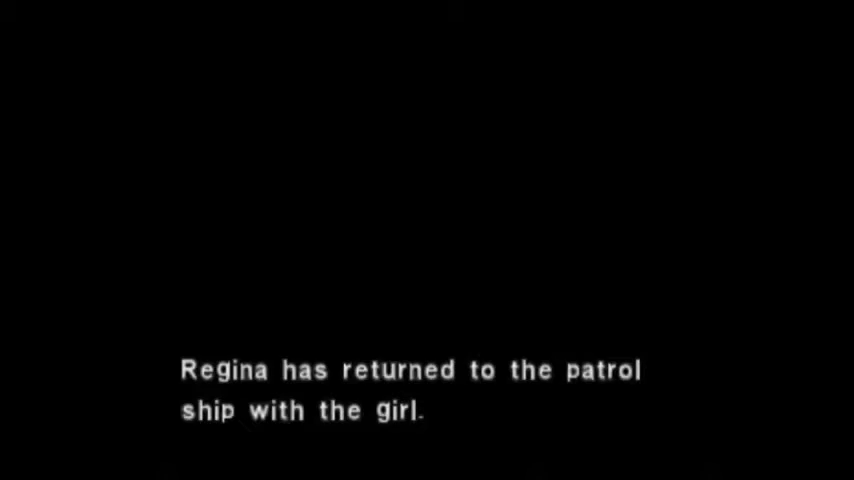 Regina has returned to the patrol
ship with the girl.